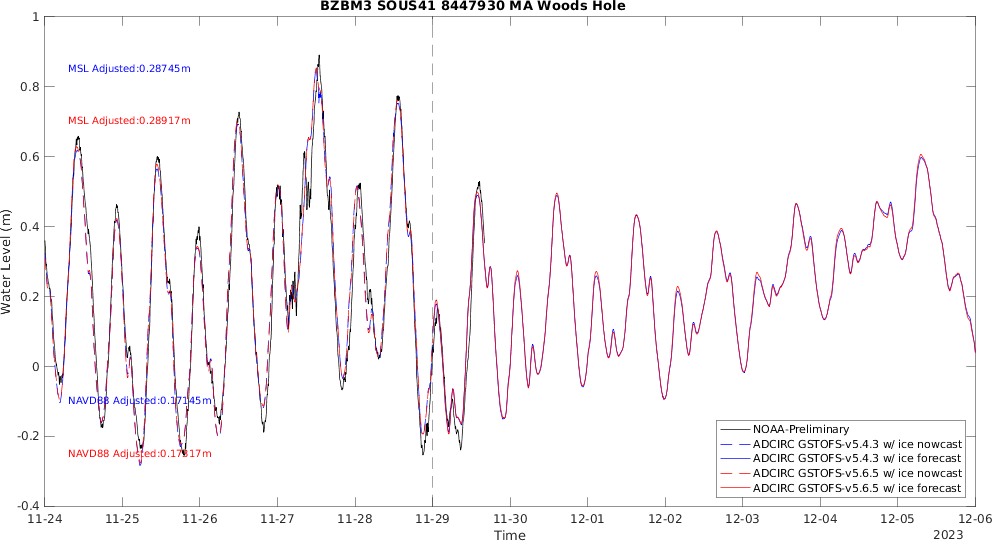 BZBM3 SOUS41 8447930 MA Woods Hole
Water Level (m)
1
0.8
0.6
0.4
0.2
0
-0.2
-0.4
MSL Adjusted:0.28745m
MSL Adjusted:0.28917m
NAVD88 Adjusted:0.17145m
NAVD88 Adjusted:0.17317m
NOAA-Preliminary
ADCIRC GSTOFS-v5.4.3 w/ ice nowcast
ADCIRC GSTOFS-v5.4.3 w/ ice forecast
ADCIRC GSTOFS-v5.6.5 w/ ice nowcast
ADCIRC GSTOFS-v5.6.5 w/ ice forecast
11-24 11-25 11-26 11-27 11-28 11-29 11-30 12-01 12-02 12-03 12-04 12-05 12-06
Time
2023